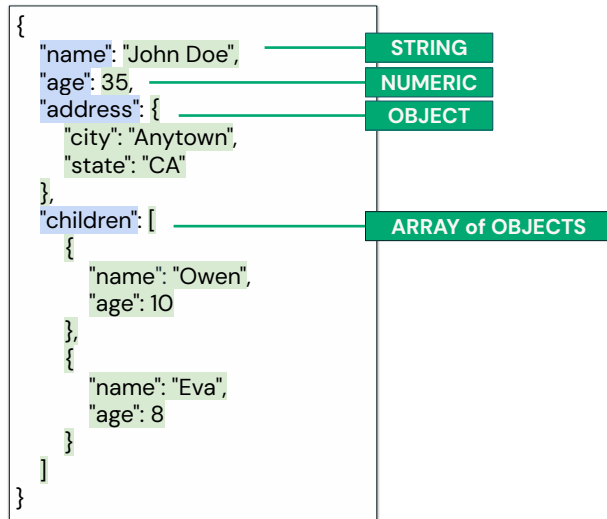 {
"name": "John Doe", STRING
"age": 35, NUMERIC
"address": { OBJECT
"city": "Anytown",
"state": "CA"
},
"children": [ ARRAY of OBJECTS
{
"name": "Owen",
"age": 10
},
{
"name": "Eva",
"age": 8
}
]
}